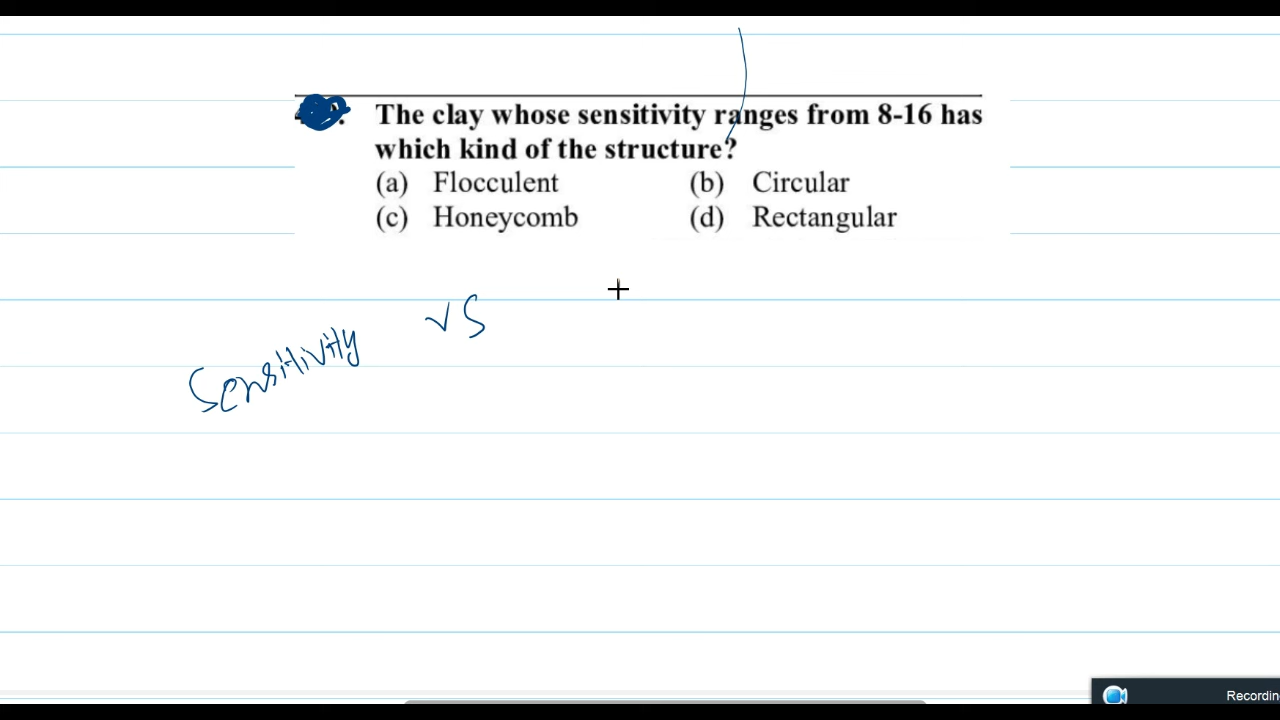 The clay whose sensitivity ranges from 8-16 has
which kind of the structure?
(a) Flocculent (b) Circular
(c) Honeycomb (d) Rectangular
Sensitivity vs
Recordin